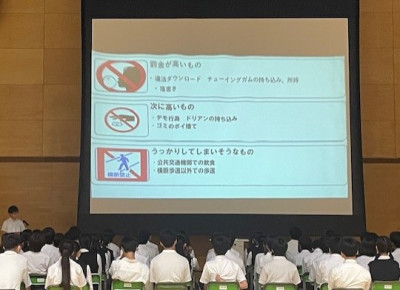 罰金が高いもの
・違法ダウンロード　チューインガムの持ち込み、所持
・落書き
次に高いもの
・デモ行為　ドリアンの持ち込み
・ゴミのポイ捨て
うっかりしてしまいそうなもの
・公共交通機関での飲食
・横断歩道以外での歩道
横断禁止